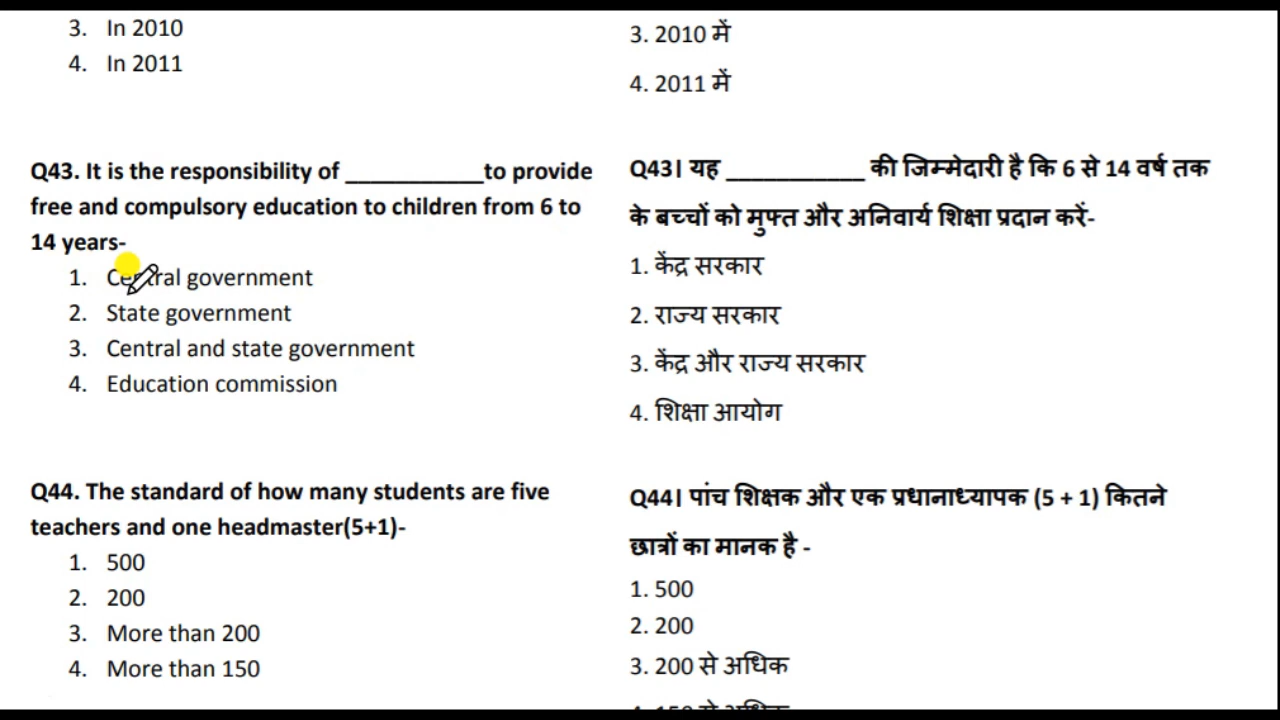 3. In 2010
4. In 2011
Q43. It is the responsibility of ___________to provide
free and compulsory education to children from 6 to
14 years-
1. Central government
2. State government
3. Central and state government
4. Education commission
Q44. The standard of how many students are five
teachers and one headmaster(5+1)-
1. 500
2. 200
3. More than 200
4. More than 150
3. 2010 में
4. 2011 में
Q43। यह ___________ की जिम्मेदारी है कि 6 से 14 वर्ष तक
के बच्चों को मुफ्त और अनिवार्य शिक्षा प्रदान करें-
1. केंद्र सरकार
2. राज्य सरकार
3. केंद्र और राज्य सरकार
4. शिक्षा आयोग
Q44। पांच शिक्षक और एक प्रधानाध्यापक (5 + 1) कितने
छात्रों का मानक है -
1. 500
2. 200
3. 200 से अधिक